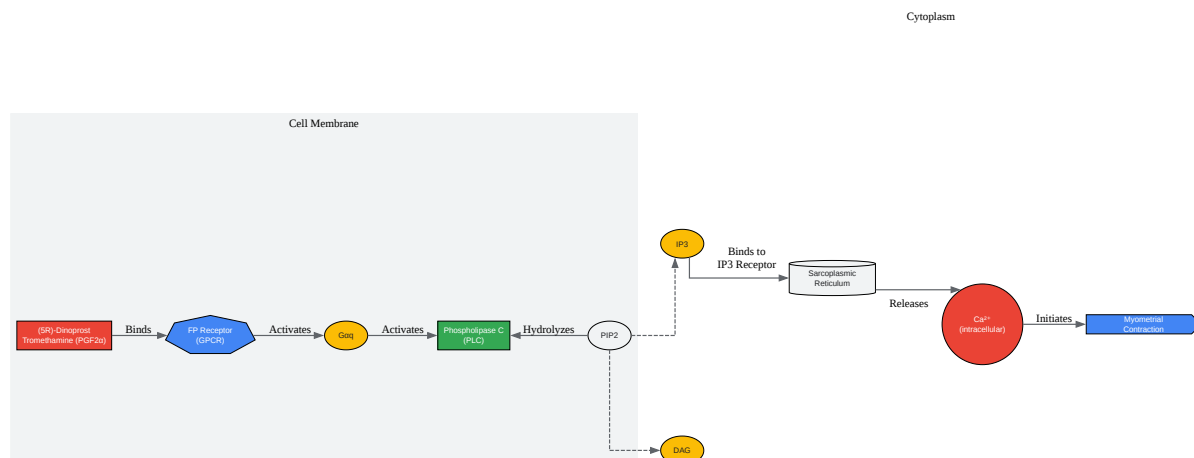 Cytoplasm
Cell Membrane
IP3
Binds to
IP3 Receptor
Sarcoplasmic
Reticulum
Releases
(5R)-Dinoprost
Tromethamine (PGF2α)
Binds
FP Receptor
(GPCR)
Activates
Gαq
Activates
Phospholipase C
(PLC)
Hydrolyzes
PIP2
Ca²⁺
(intracellular)
Initiates
Myometrial
Contraction
DAG